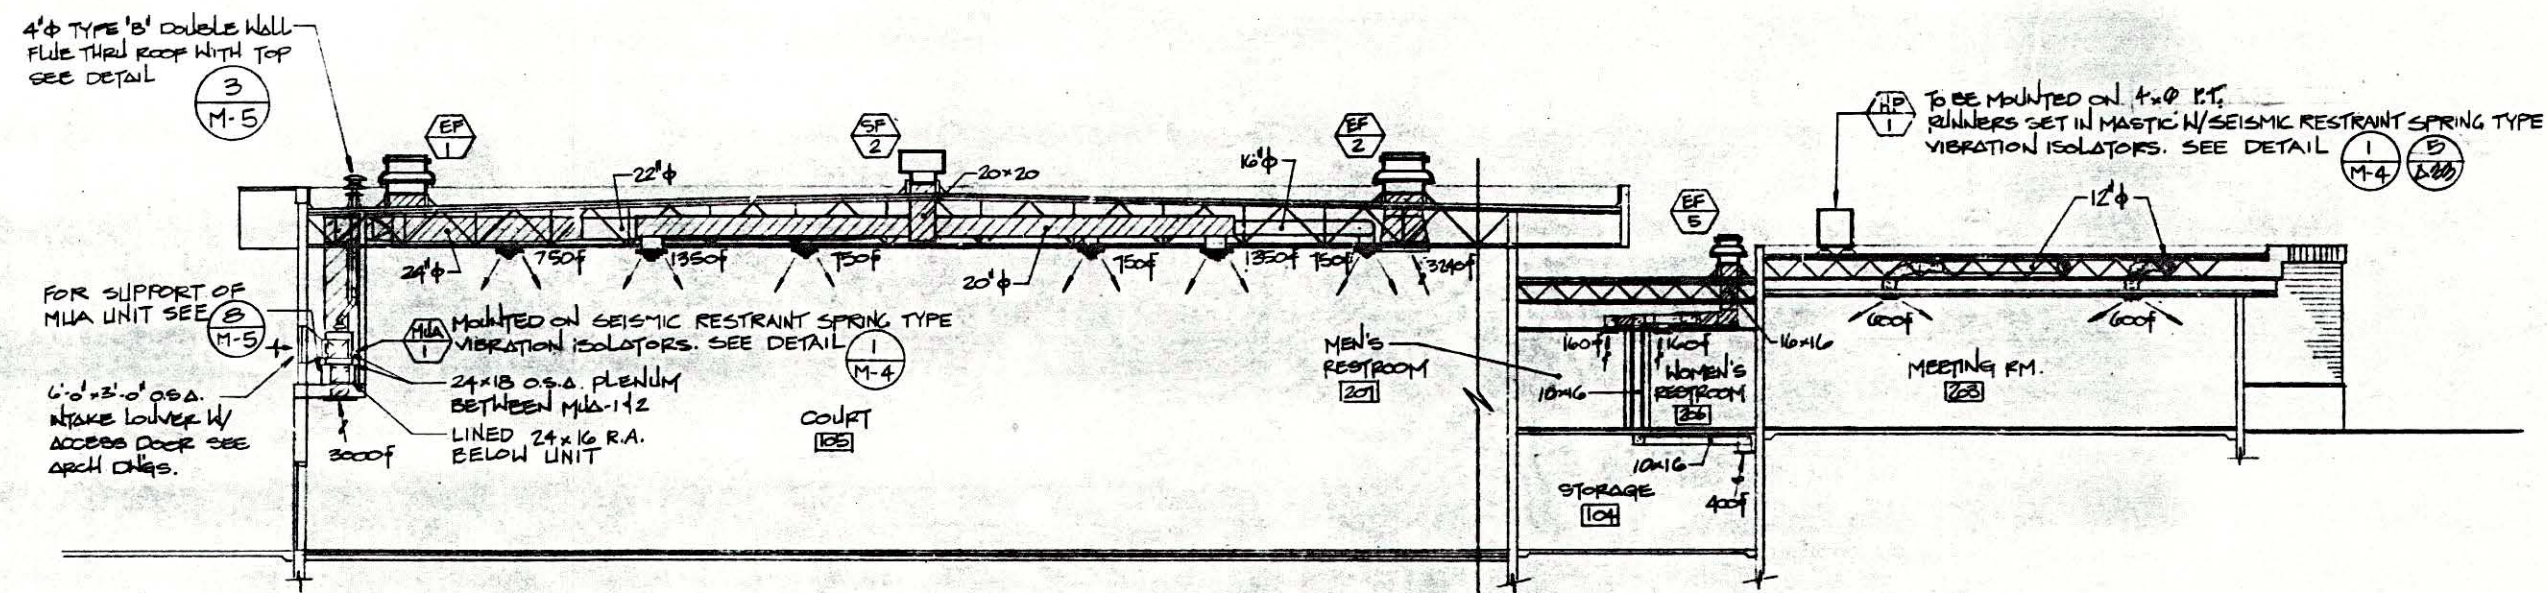 4"Φ TYPE 'B' DOUBLE WALL
FLUE THRU ROOF WITH TOP
SEE DETAIL
3
M-5
EF
1
SF
2
EF
2
HP
1
TO BE MOUNTED ON P.T.
RUNNERS SET IN MASTIC W/SEISMIC RESTRAINT SPRING TYPE
VIBRATION ISOLATORS. SEE DETAIL
1
M-4
5
22"Φ
20x20
16"Φ
EF
5
12"Φ
24"Φ
750f
1350f
750f
20"Φ
750f
1350f
750f
3240f
FOR SUPPORT OF
MUA UNIT SEE
8
M-5
MUA
1
MOUNTED ON SEISMIC RESTRAINT SPRING TYPE
VIBRATION ISOLATORS. SEE DETAIL
1
M-4
24x18 O.S.A. PLENUM
BETWEEN MUA-1&2
LINED 24x16 R.A.
BELOW UNIT
6'-0"x3'-0" O.S.A.
INTAKE LOUVER W/
ACCESS DOOR SEE
ARCH DWGS.
3000f
COURT
105
MEN'S
RESTROOM
207
160f
160f
16x16
10x16
WOMEN'S
RESTROOM
206
600f
600f
MEETING RM.
203
10x16
STORAGE
104
400f